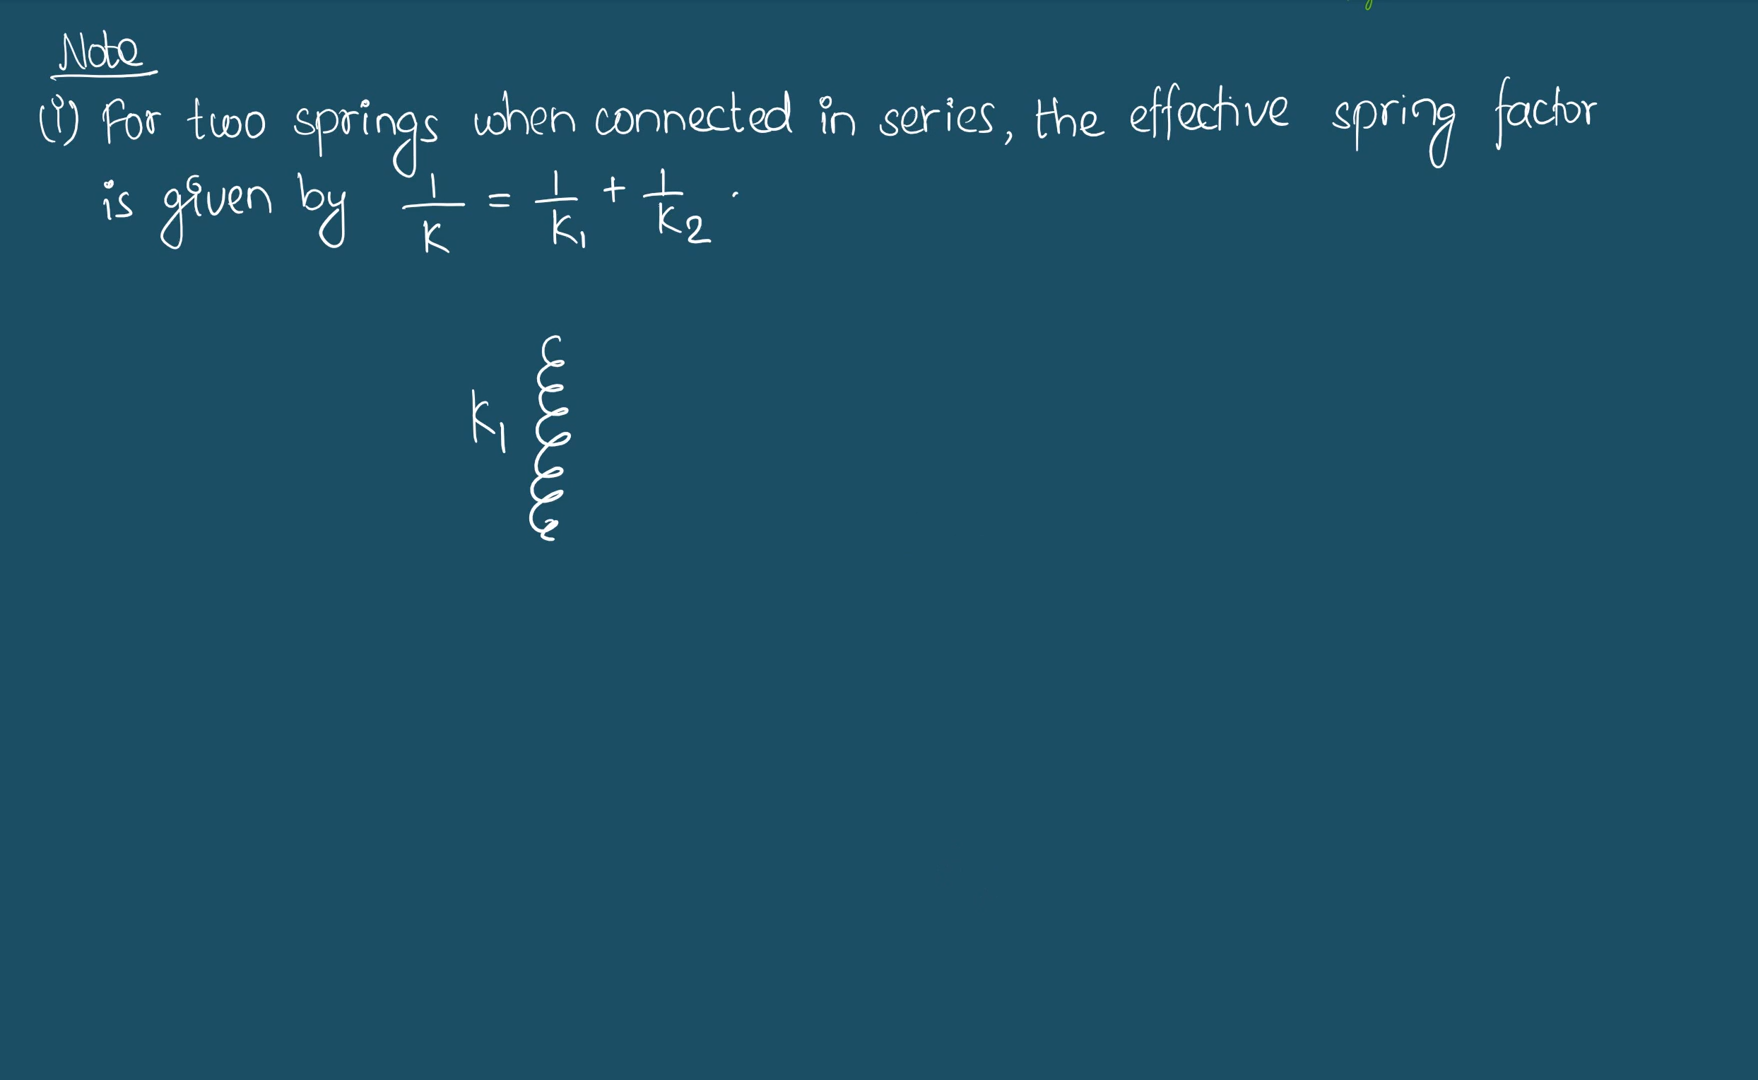 Note
(i) For two springs when connected in series, the effective spring factor
is given by 1/K = 1/K₁ + 1/K₂ .
K₁